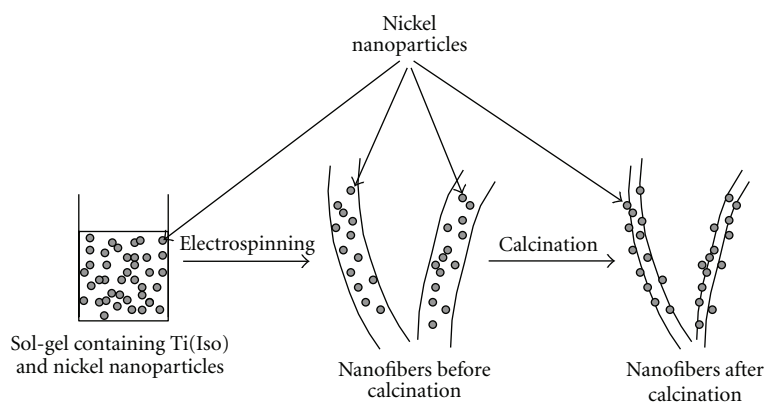 Nickel
nanoparticles
Electrospinning
Calcination
Sol-gel containing Ti(Iso)
and nickel nanoparticles
Nanofibers before
calcination
Nanofibers after
calcination